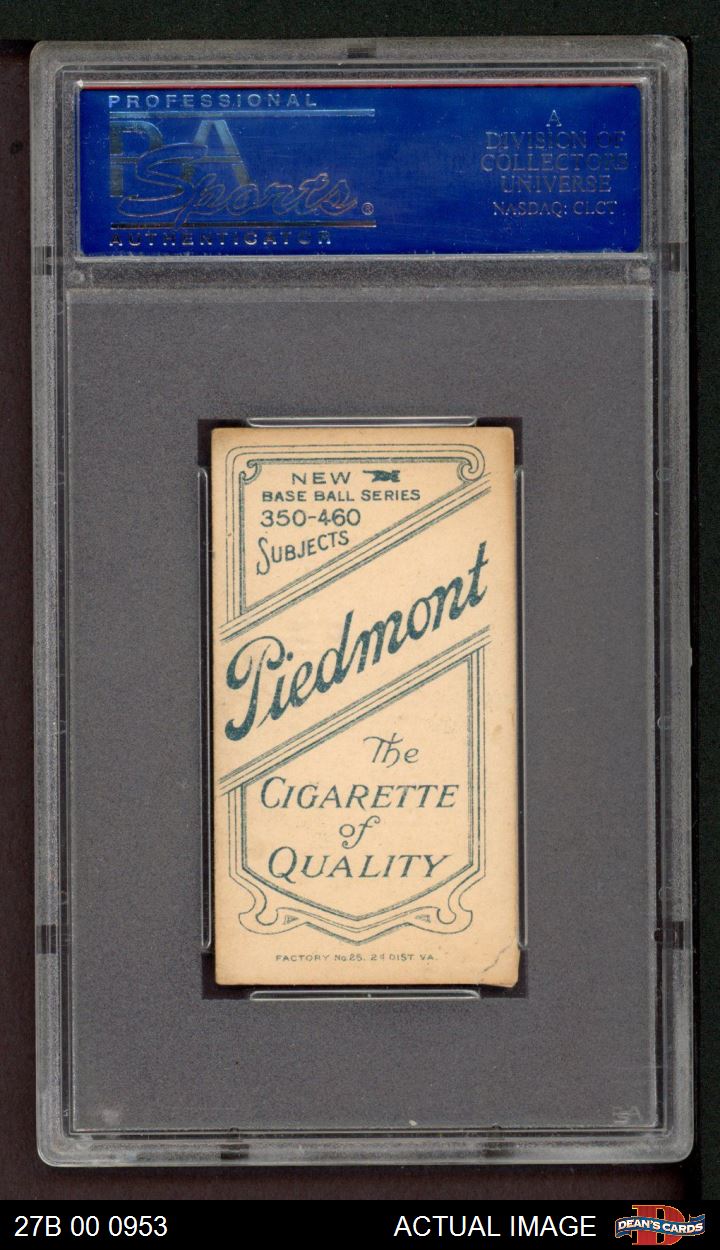 PROFESSIONAL
PSA
Sports®
AUTHENTICATOR
A
DIVISION OF
COLLECTORS
UNIVERSE
NASDAQ: CLCT
NEW
BASE BALL SERIES
350-460
SUBJECTS
Piedmont
The
CIGARETTE
of
QUALITY
FACTORY No 25. 2d DIST. VA.
27B 00 0953
ACTUAL IMAGE
DEAN'S CARDS